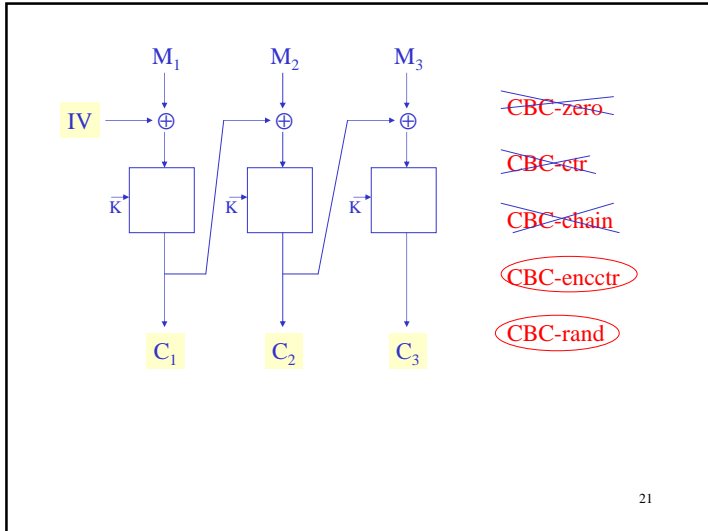 M₁ M₂ M₃
IV ⊕ ⊕ ⊕
K K K
C₁ C₂ C₃
CBC-zero
CBC-ctr
CBC-chain
CBC-encctr
CBC-rand
21